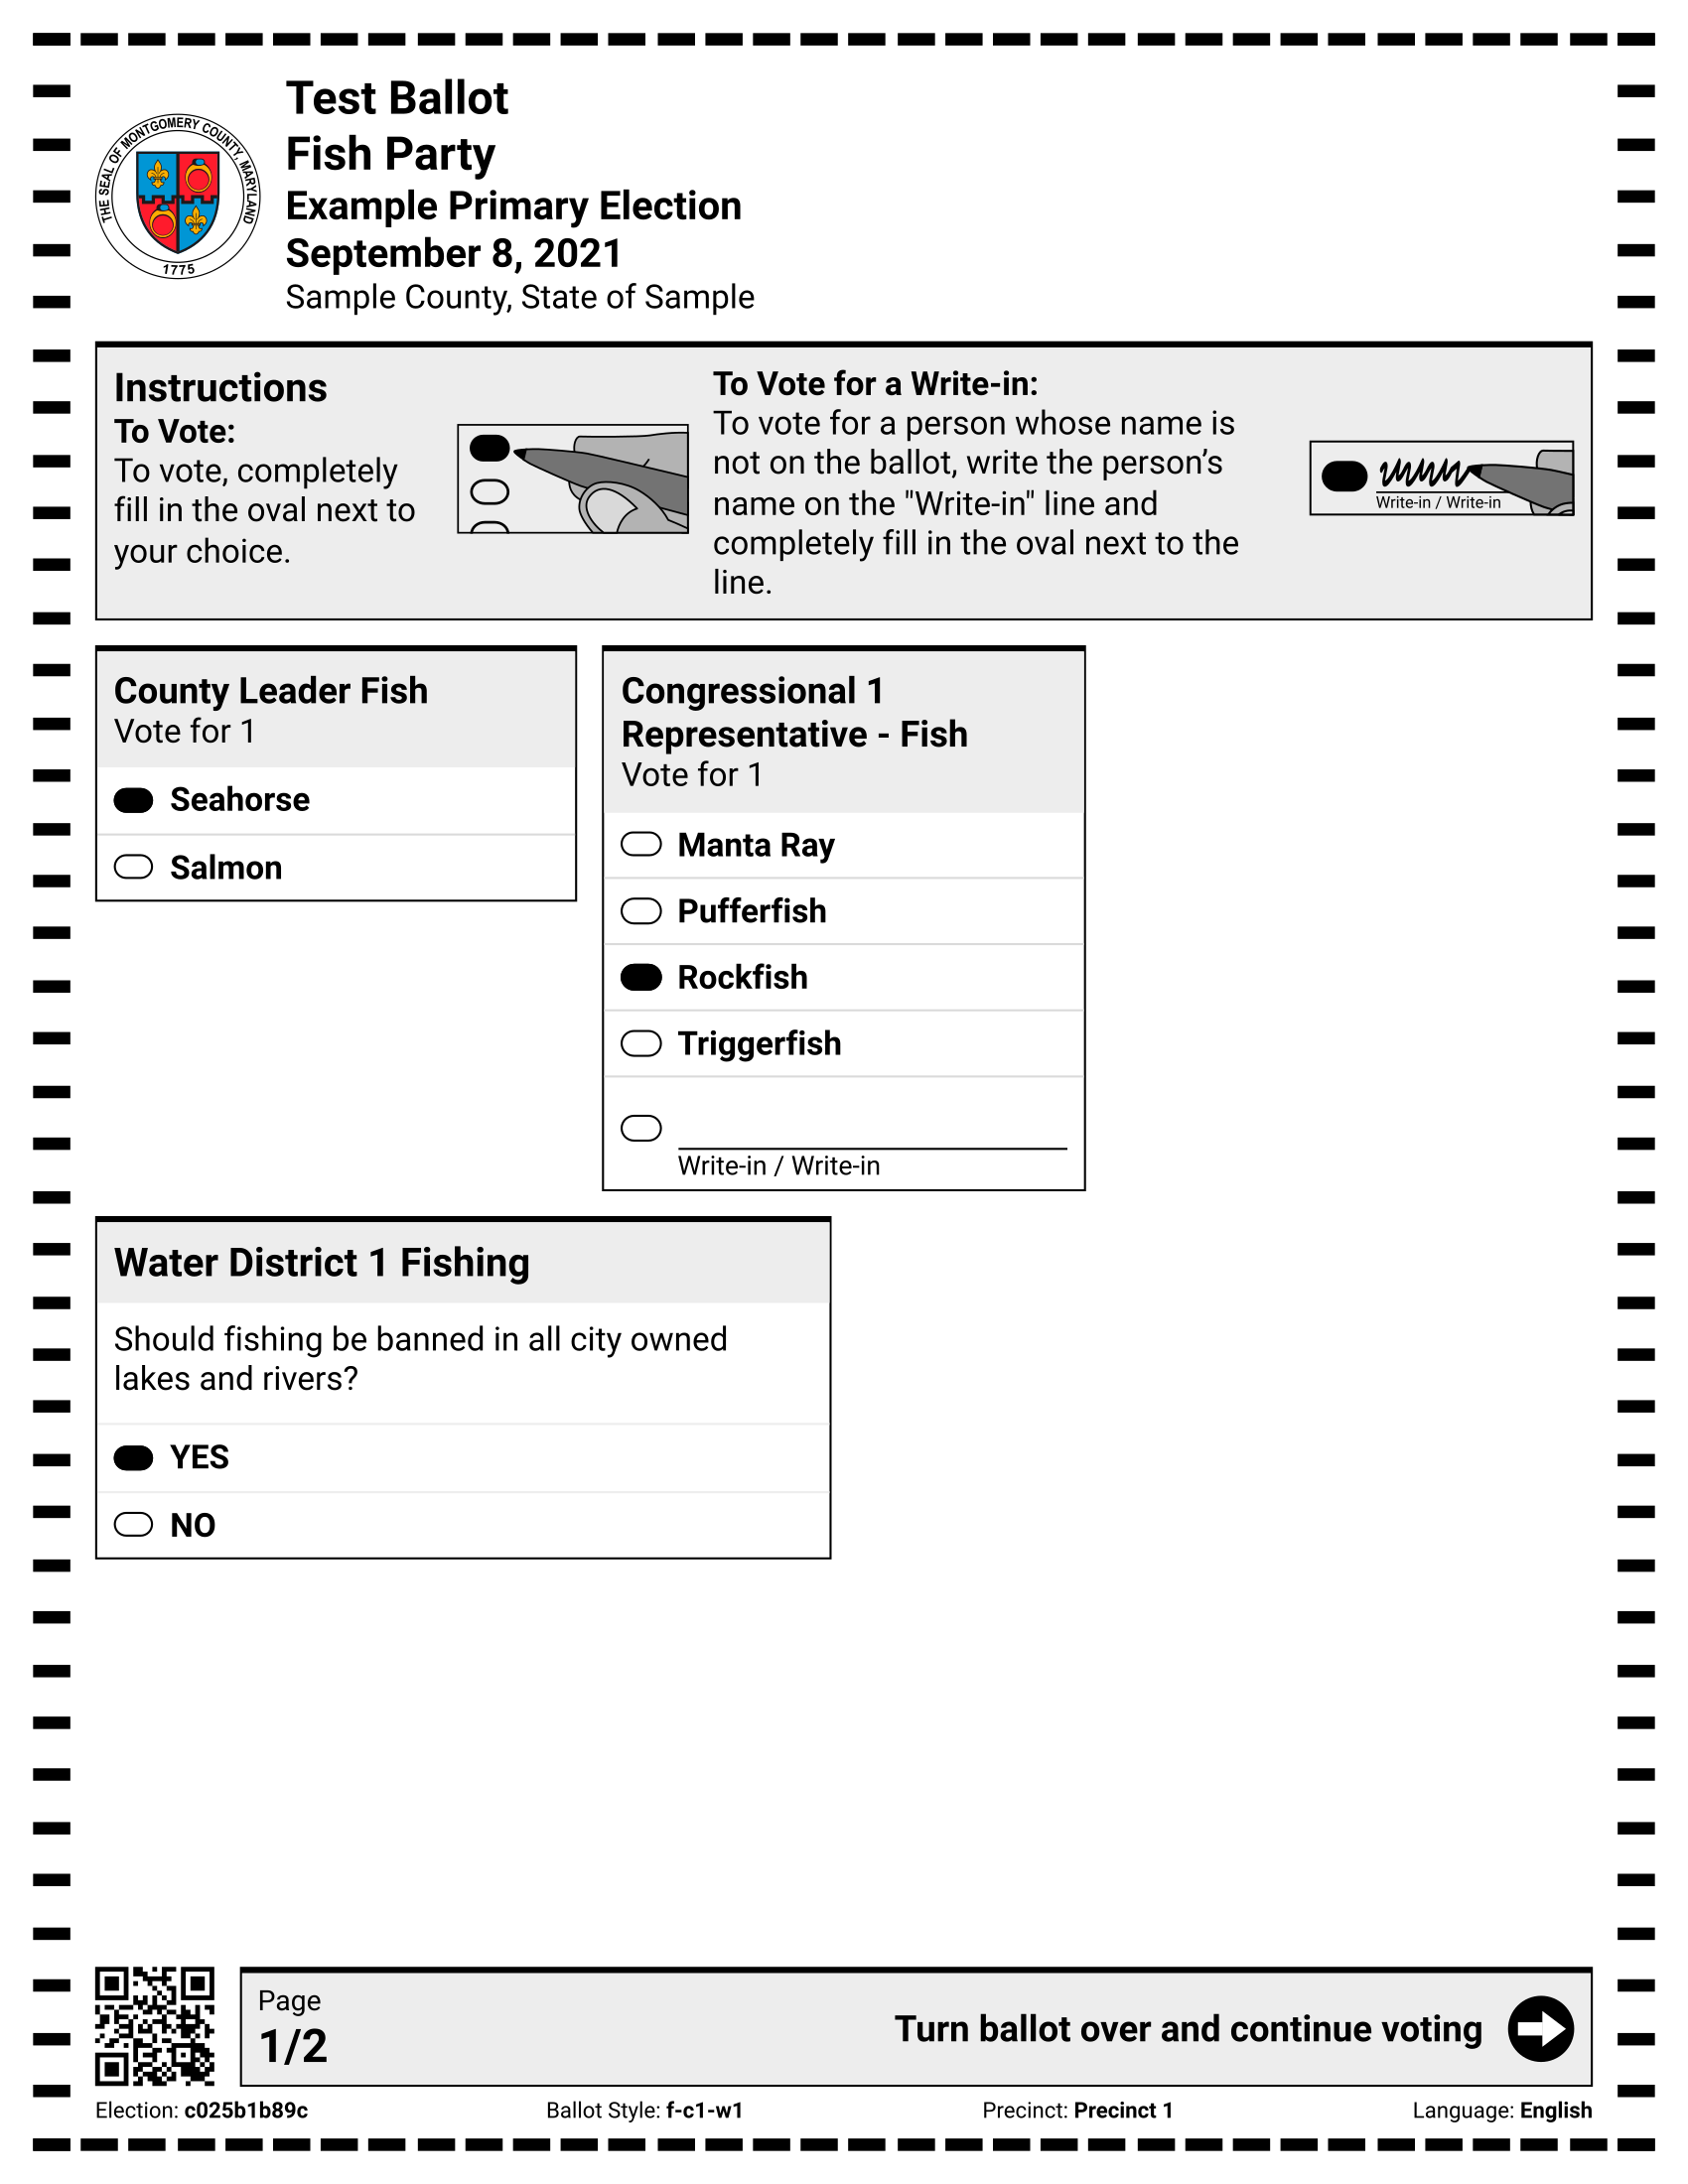 Test Ballot
Fish Party
Example Primary Election
September 8, 2021
Sample County, State of Sample
THE SEAL OF MONTGOMERY COUNTY, MARYLAND
1775
Instructions
To Vote:
To vote, completely
fill in the oval next to
your choice.
To Vote for a Write-in:
To vote for a person whose name is
not on the ballot, write the person’s
name on the "Write-in" line and
completely fill in the oval next to the
line.
Write-in / Write-in
County Leader Fish
Vote for 1
Seahorse
Salmon
Congressional 1
Representative - Fish
Vote for 1
Manta Ray
Pufferfish
Rockfish
Triggerfish
Write-in / Write-in
Water District 1 Fishing
Should fishing be banned in all city owned
lakes and rivers?
YES
NO
Page
1/2
Turn ballot over and continue voting
Election: c025b1b89c
Ballot Style: f-c1-w1
Precinct: Precinct 1
Language: English